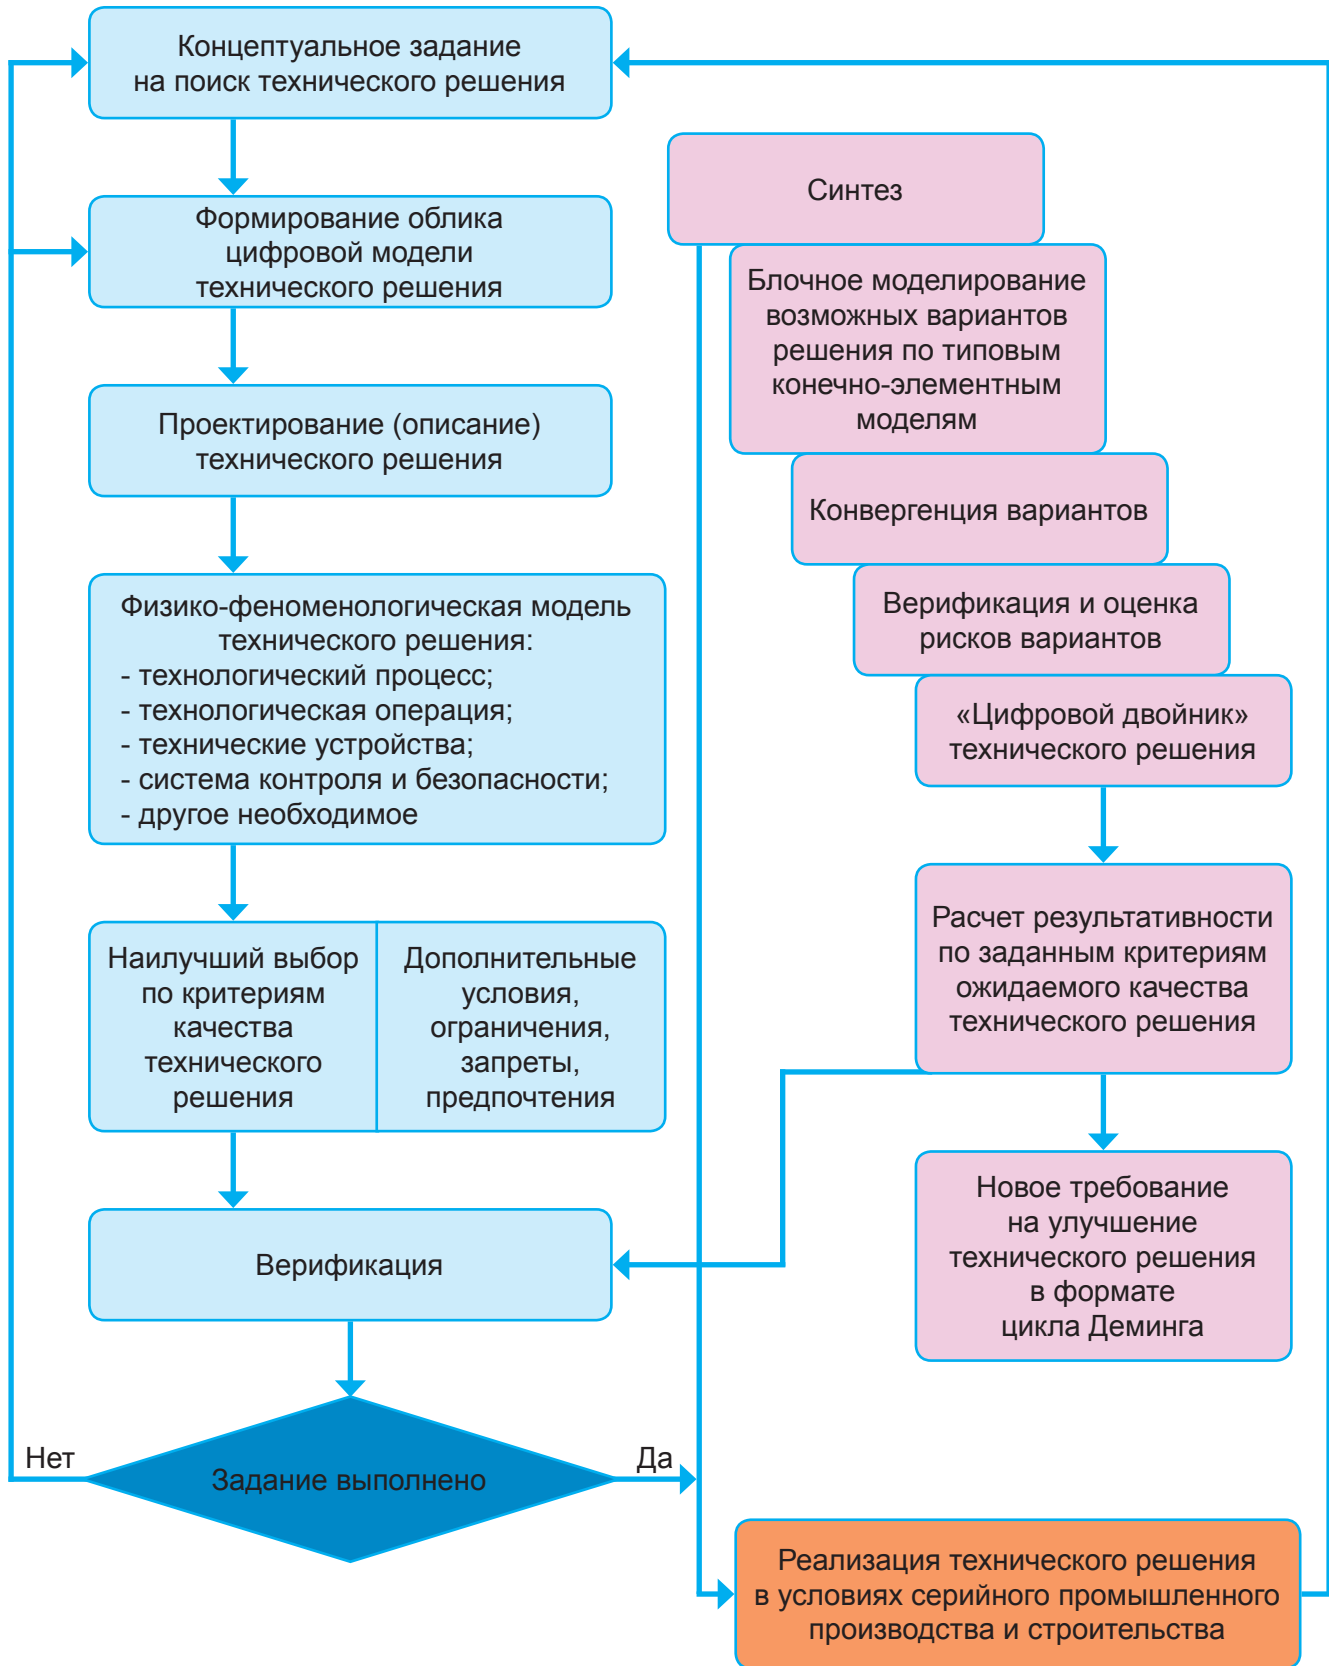 Концептуальное задание
на поиск технического решения
Формирование облика
цифровой модели
технического решения
Проектирование (описание)
технического решения
Физико-феноменологическая модель
технического решения:
- технологический процесс;
- технологическая операция;
- технические устройства;
- система контроля и безопасности;
- другое необходимое
Наилучший выбор
по критериям
качества
технического
решения
Дополнительные
условия,
ограничения,
запреты,
предпочтения
Верификация
Нет
Задание выполнено
Да
Синтез
Блочное моделирование
возможных вариантов
решения по типовым
конечно-элементным
моделям
Конвергенция вариантов
Верификация и оценка
рисков вариантов
«Цифровой двойник»
технического решения
Расчет результативности
по заданным критериям
ожидаемого качества
технического решения
Новое требование
на улучшение
технического решения
в формате
цикла Деминга
Реализация технического решения
в условиях серийного промышленного
производства и строительства